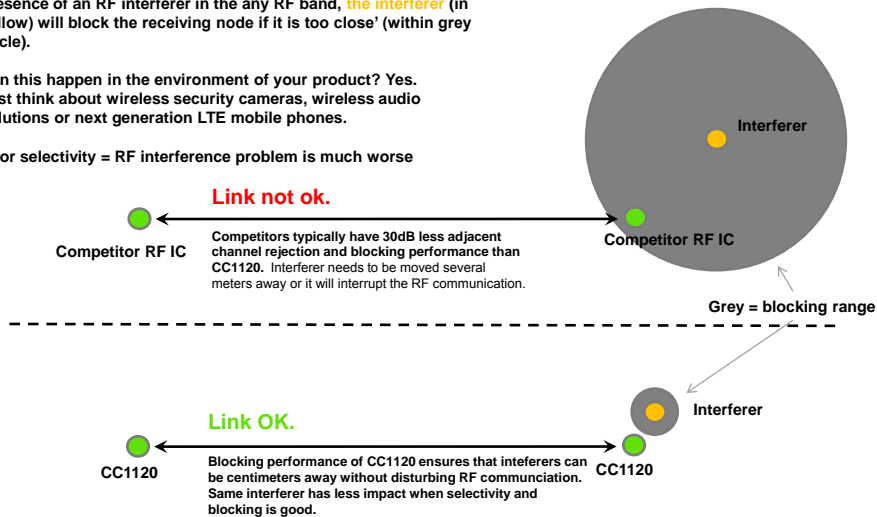 esence of an RF interferer in the any RF band, the interferer (in
llow) will block the receiving node if it is too close' (within grey
cle).
n this happen in the environment of your product? Yes.
st think about wireless security cameras, wireless audio
lutions or next generation LTE mobile phones.
or selectivity = RF interference problem is much worse
Interferer
Link not ok.
Competitor RF IC
Competitors typically have 30dB less adjacent
channel rejection and blocking performance than
CC1120. Interferer needs to be moved several
meters away or it will interrupt the RF communication.
Competitor RF IC
Grey = blocking range
Interferer
Link OK.
CC1120
Blocking performance of CC1120 ensures that inteferers can
be centimeters away without disturbing RF communciation.
Same interferer has less impact when selectivity and
blocking is good.
CC1120